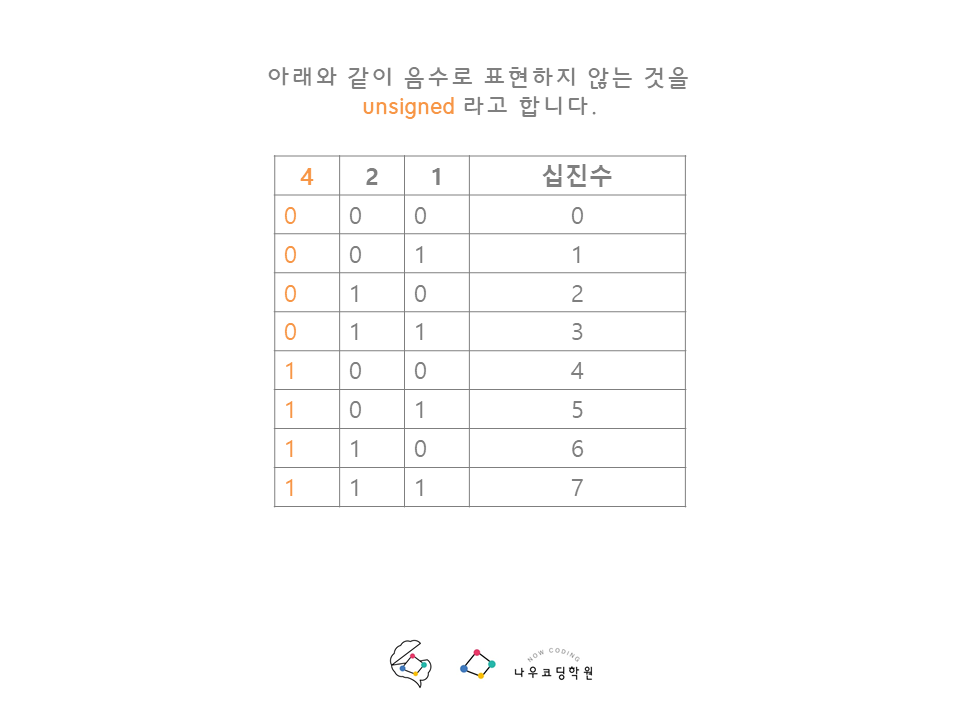 아래와 같이 음수로 표현하지 않는 것을
unsigned 라고 합니다.
4 2 1 십진수
0 0 0 0
0 0 1 1
0 1 0 2
0 1 1 3
1 0 0 4
1 0 1 5
1 1 0 6
1 1 1 7
NOW CODING
나우코딩학원